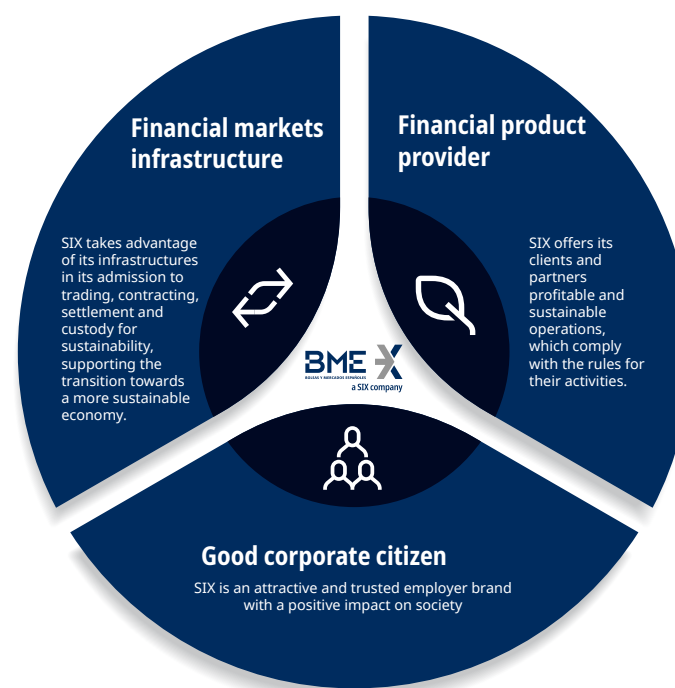 Financial markets
infrastructure
SIX takes advantage
of its infrastructures
in its admission to
trading, contracting,
settlement and
custody for
sustainability,
supporting the
transition towards
a more sustainable
economy.
Financial product
provider
SIX offers its
clients and
partners
profitable and
sustainable
operations,
which comply
with the rules for
their activities.
BME X
BOLSAS Y MERCADOS ESPAÑOLES
a SIX company
Good corporate citizen
SIX is an attractive and trusted employer brand
with a positive impact on society